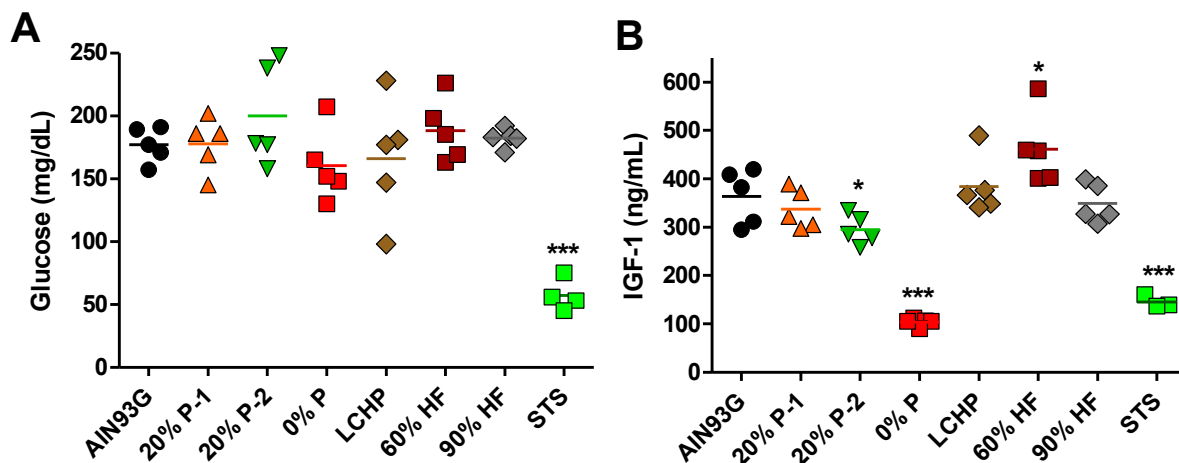 A
Glucose (mg/dL)
250
200
150
100
50
0
***
AIN93G
20% P-1
20% P-2
0% P
LCHP
60% HF
90% HF
STS
B
IGF-1 (ng/mL)
600
500
400
300
200
100
0
*
***
*
***
AIN93G
20% P-1
20% P-2
0% P
LCHP
60% HF
90% HF
STS